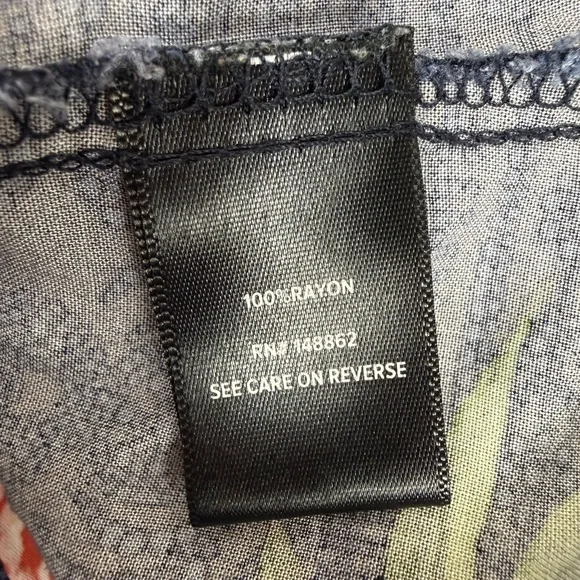 100%RAYON
RN# 148862
SEE CARE ON REVERSE